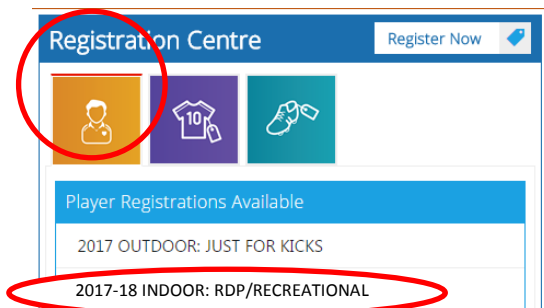 Registration Centre
Register Now
10
Player Registrations Available
2017 OUTDOOR: JUST FOR KICKS
2017-18 INDOOR: RDP/RECREATIONAL